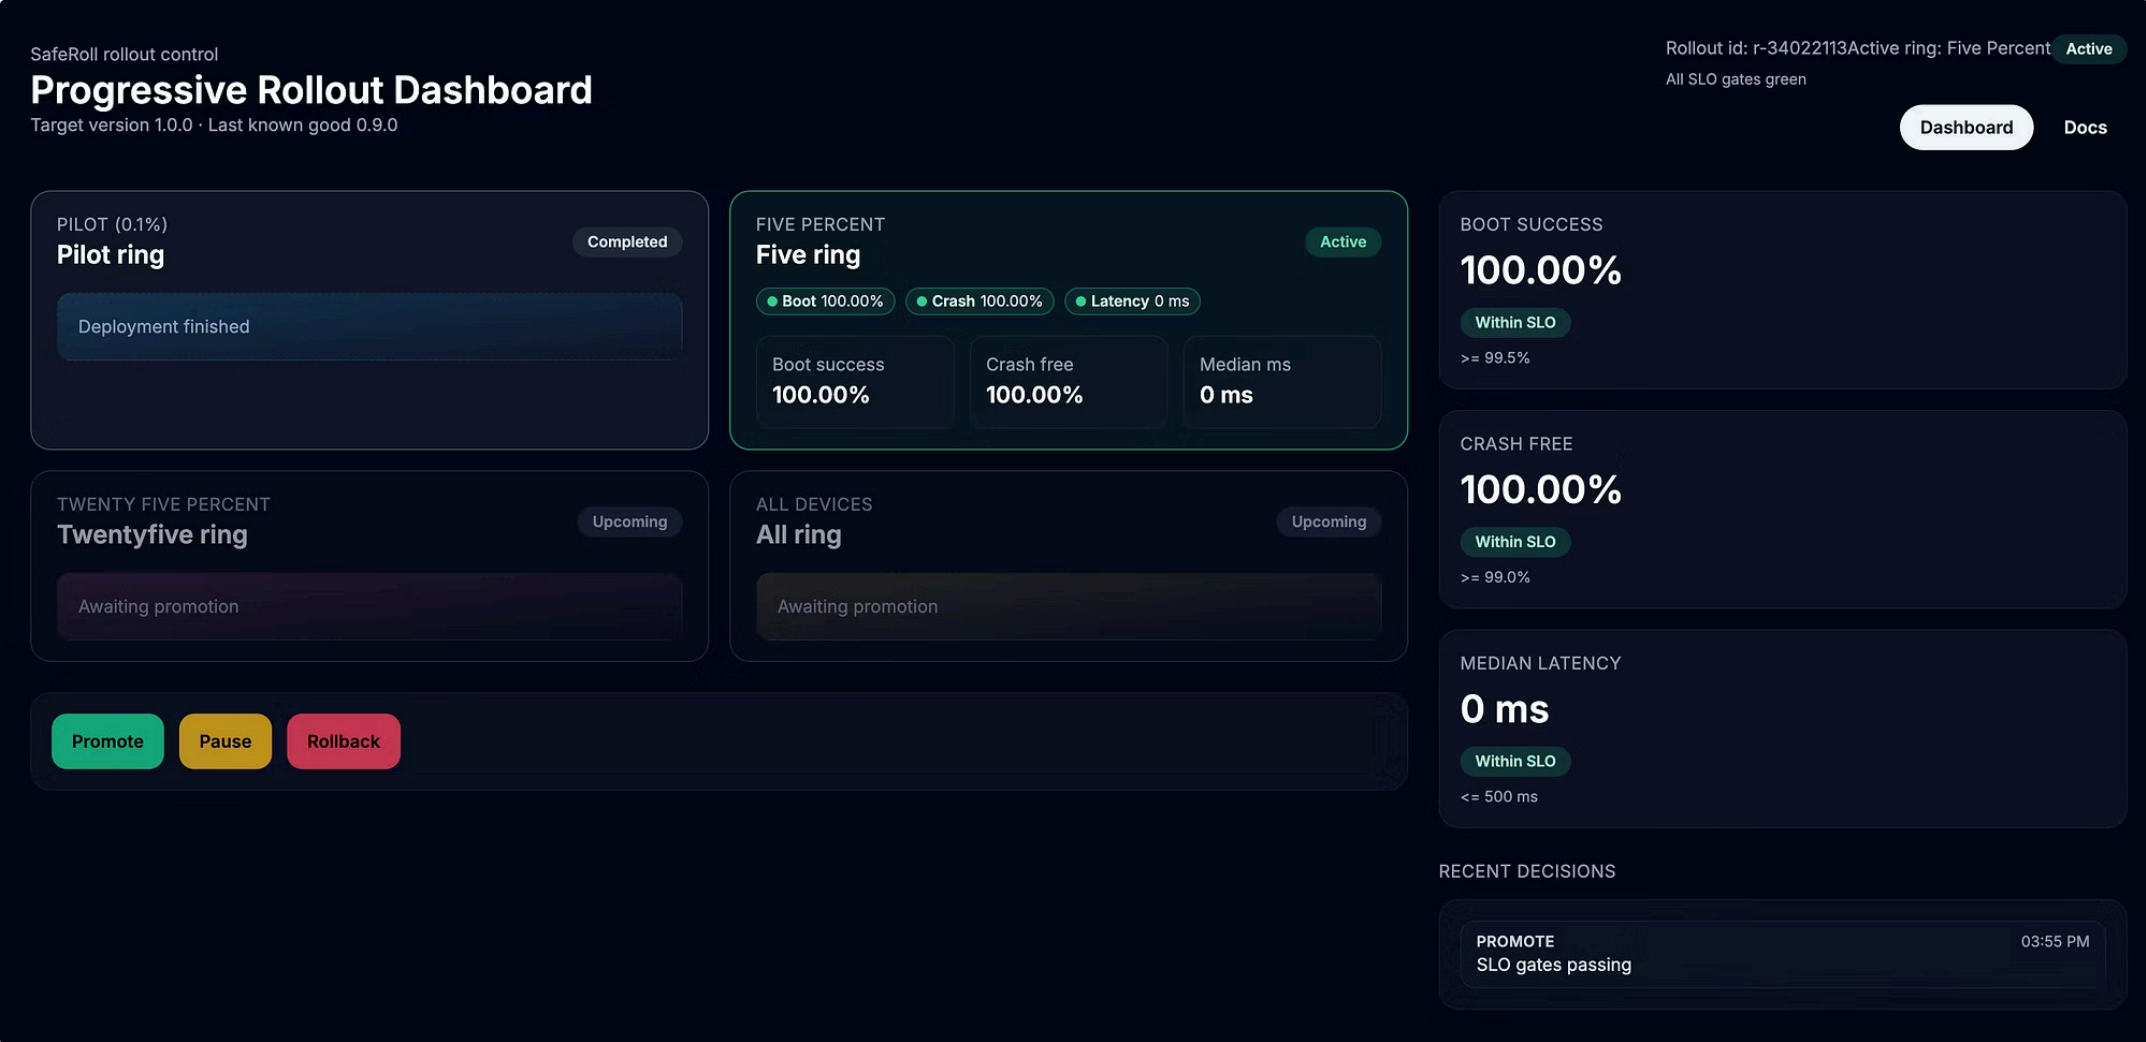 SafeRoll rollout control
Progressive Rollout Dashboard
Target version 1.0.0 · Last known good 0.9.0
Rollout id: r-34022113Active ring: Five Percent Active
All SLO gates green
Dashboard Docs
PILOT (0.1%)
Pilot ring
Completed
Deployment finished
FIVE PERCENT
Five ring
Active
Boot 100.00% Crash 100.00% Latency 0 ms
Boot success
100.00%
Crash free
100.00%
Median ms
0 ms
TWENTY FIVE PERCENT
Twentyfive ring
Upcoming
Awaiting promotion
ALL DEVICES
All ring
Upcoming
Awaiting promotion
Promote Pause Rollback
BOOT SUCCESS
100.00%
Within SLO
>= 99.5%
CRASH FREE
100.00%
Within SLO
>= 99.0%
MEDIAN LATENCY
0 ms
Within SLO
<= 500 ms
RECENT DECISIONS
PROMOTE 03:55 PM
SLO gates passing